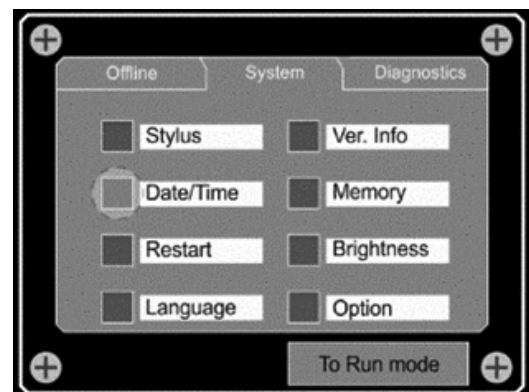 Offline System Diagnostics
Stylus Ver. Info
Date/Time Memory
Restart Brightness
Language Option
To Run mode